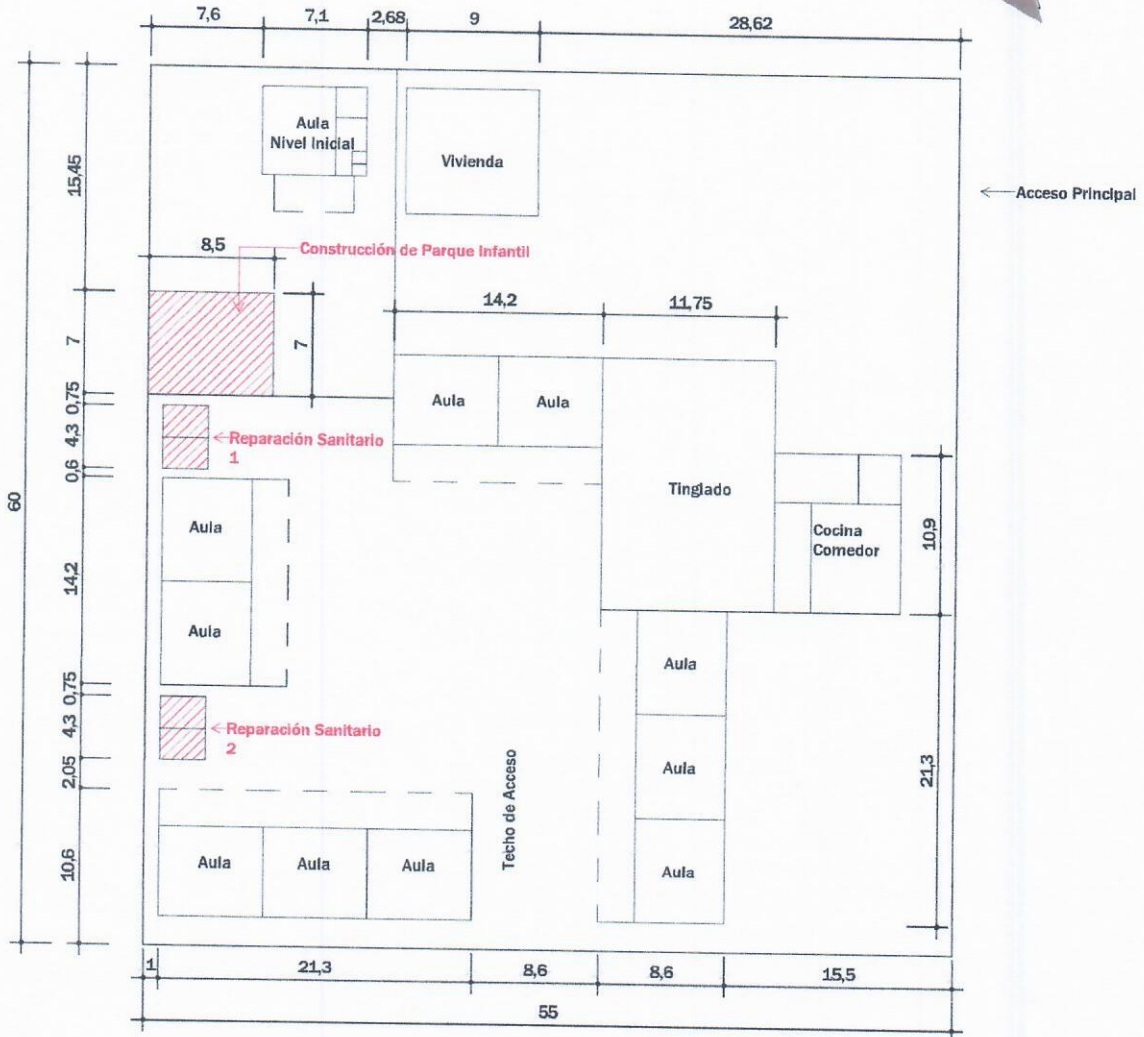 7,6
7,1
2,68
9
28,62
Aula
Nivel Inicial
Vivienda
15,45
Acceso Principal
8,5
Construcción de Parque Infantil
14,2
11,75
7
7
0,75
4,3
0,6
Aula
Aula
Reparación Sanitario
1
60
Tinglado
Cocina
Comedor
10,9
Aula
14,2
Aula
Aula
0,75
4,3
2,05
Reparación Sanitario
2
Aula
21,3
Techo de Acceso
10,6
Aula
Aula
Aula
Aula
1
21,3
8,6
8,6
15,5
55